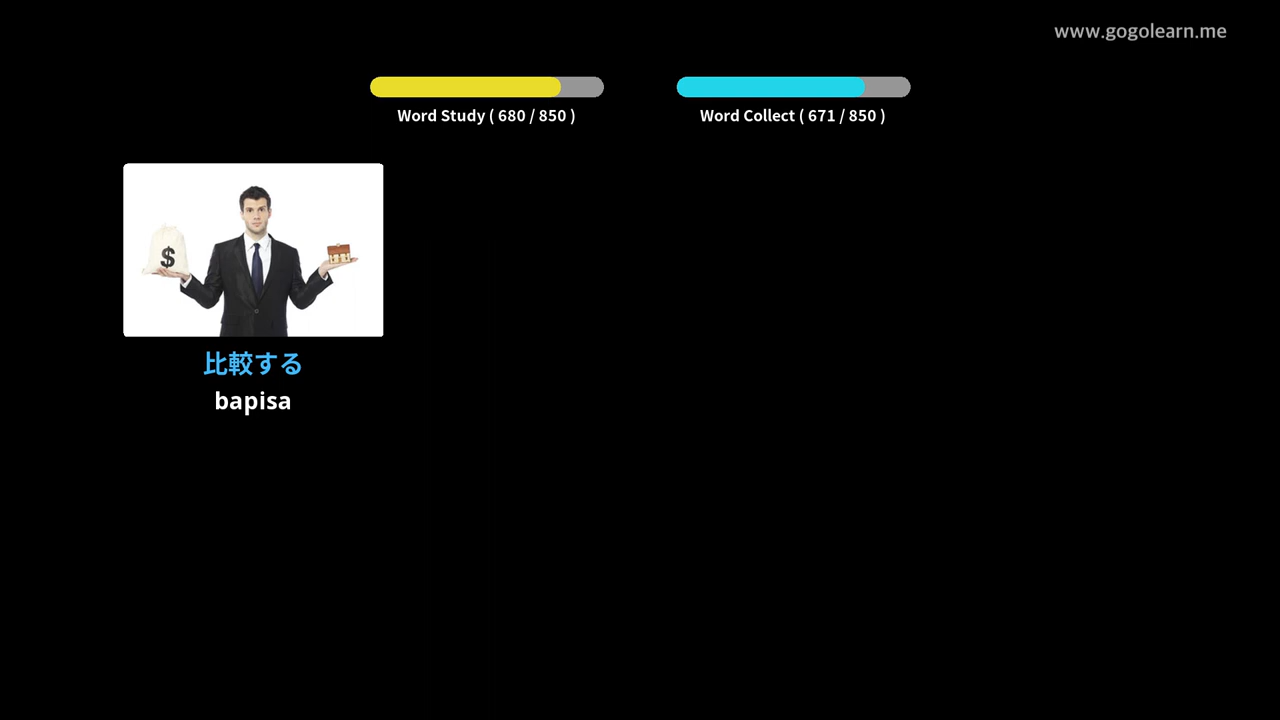 www.gogolearn.me
Word Study ( 680 / 850 )
Word Collect ( 671 / 850 )
$
比較する
bapisa